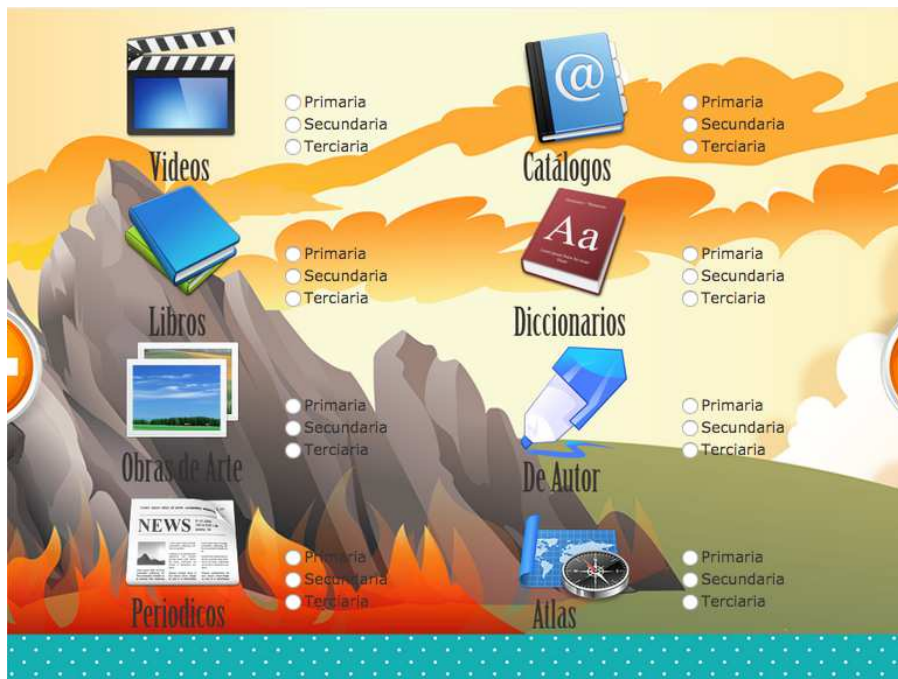 Primaria
Secundaria
Terciaria
Videos
@
Primaria
Secundaria
Terciaria
Catálogos
Primaria
Secundaria
Terciaria
Libros
Aa
Primaria
Secundaria
Terciaria
Diccionarios
Primaria
Secundaria
Terciaria
Obras de Arte
Primaria
Secundaria
Terciaria
De Autor
NEWS
Primaria
Secundaria
Terciaria
Periodicos
Primaria
Secundaria
Terciaria
Atlas